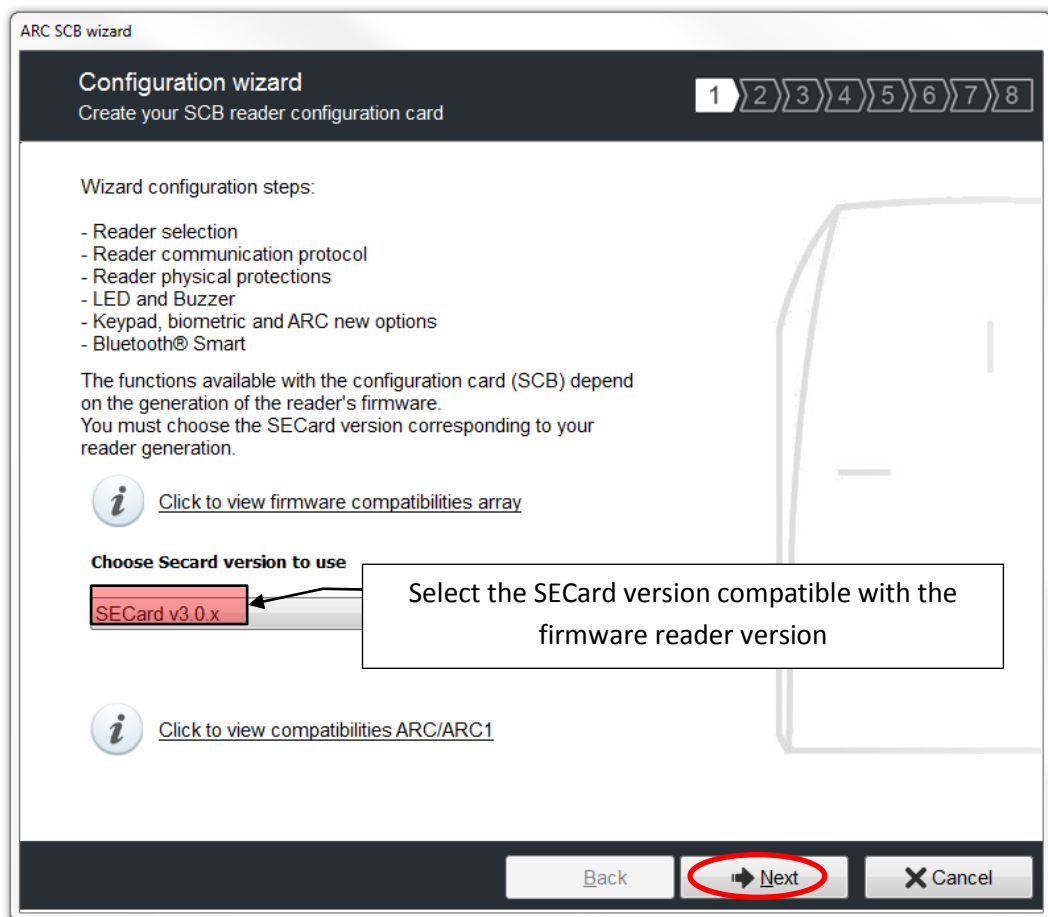 ARC SCB wizard
Configuration wizard
Create your SCB reader configuration card
1 2 3 4 5 6 7 8
Wizard configuration steps:
- Reader selection
- Reader communication protocol
- Reader physical protections
- LED and Buzzer
- Keypad, biometric and ARC new options
- Bluetooth® Smart
The functions available with the configuration card (SCB) depend
on the generation of the reader's firmware.
You must choose the SECard version corresponding to your
reader generation.
i Click to view firmware compatibilities array
Choose Secard version to use
SECard v3.0.x
Select the SECard version compatible with the
firmware reader version
i Click to view compatibilities ARC/ARC1
Back Next Cancel